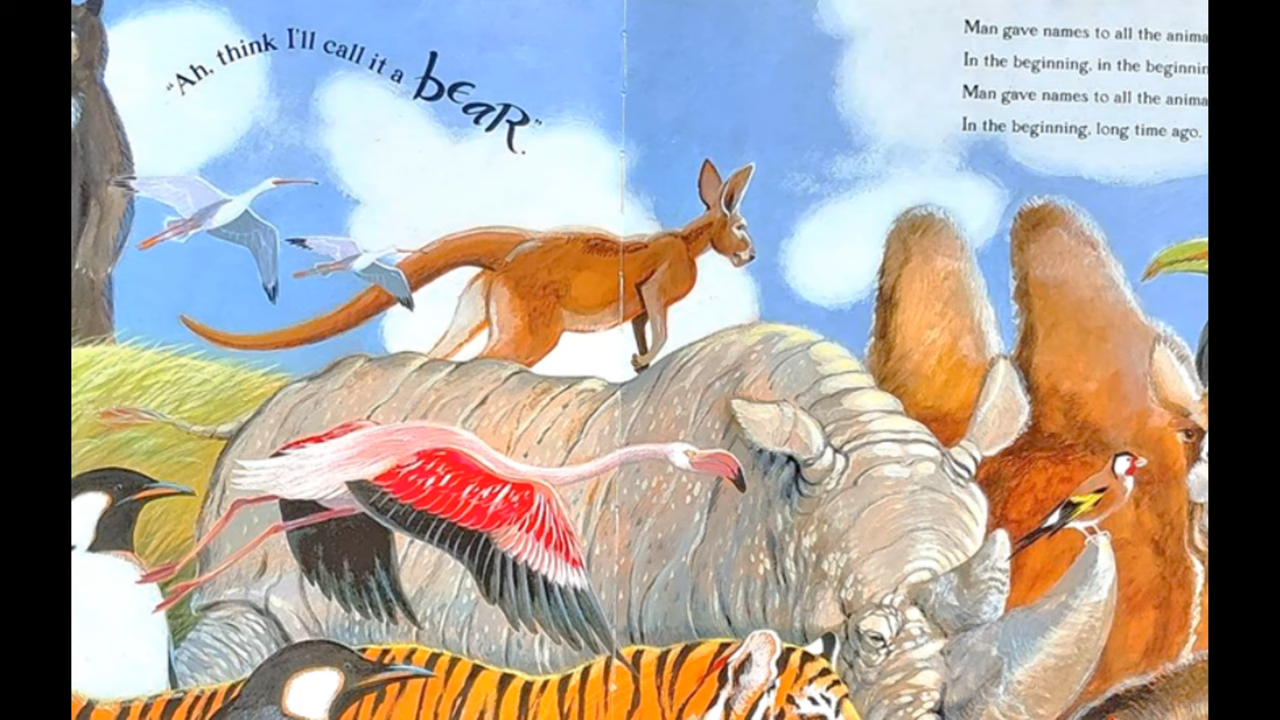 "Ah, think I'll call it a bear."
Man gave names to all the anima
In the beginning, in the beginnin
Man gave names to all the anima
In the beginning, long time ago.